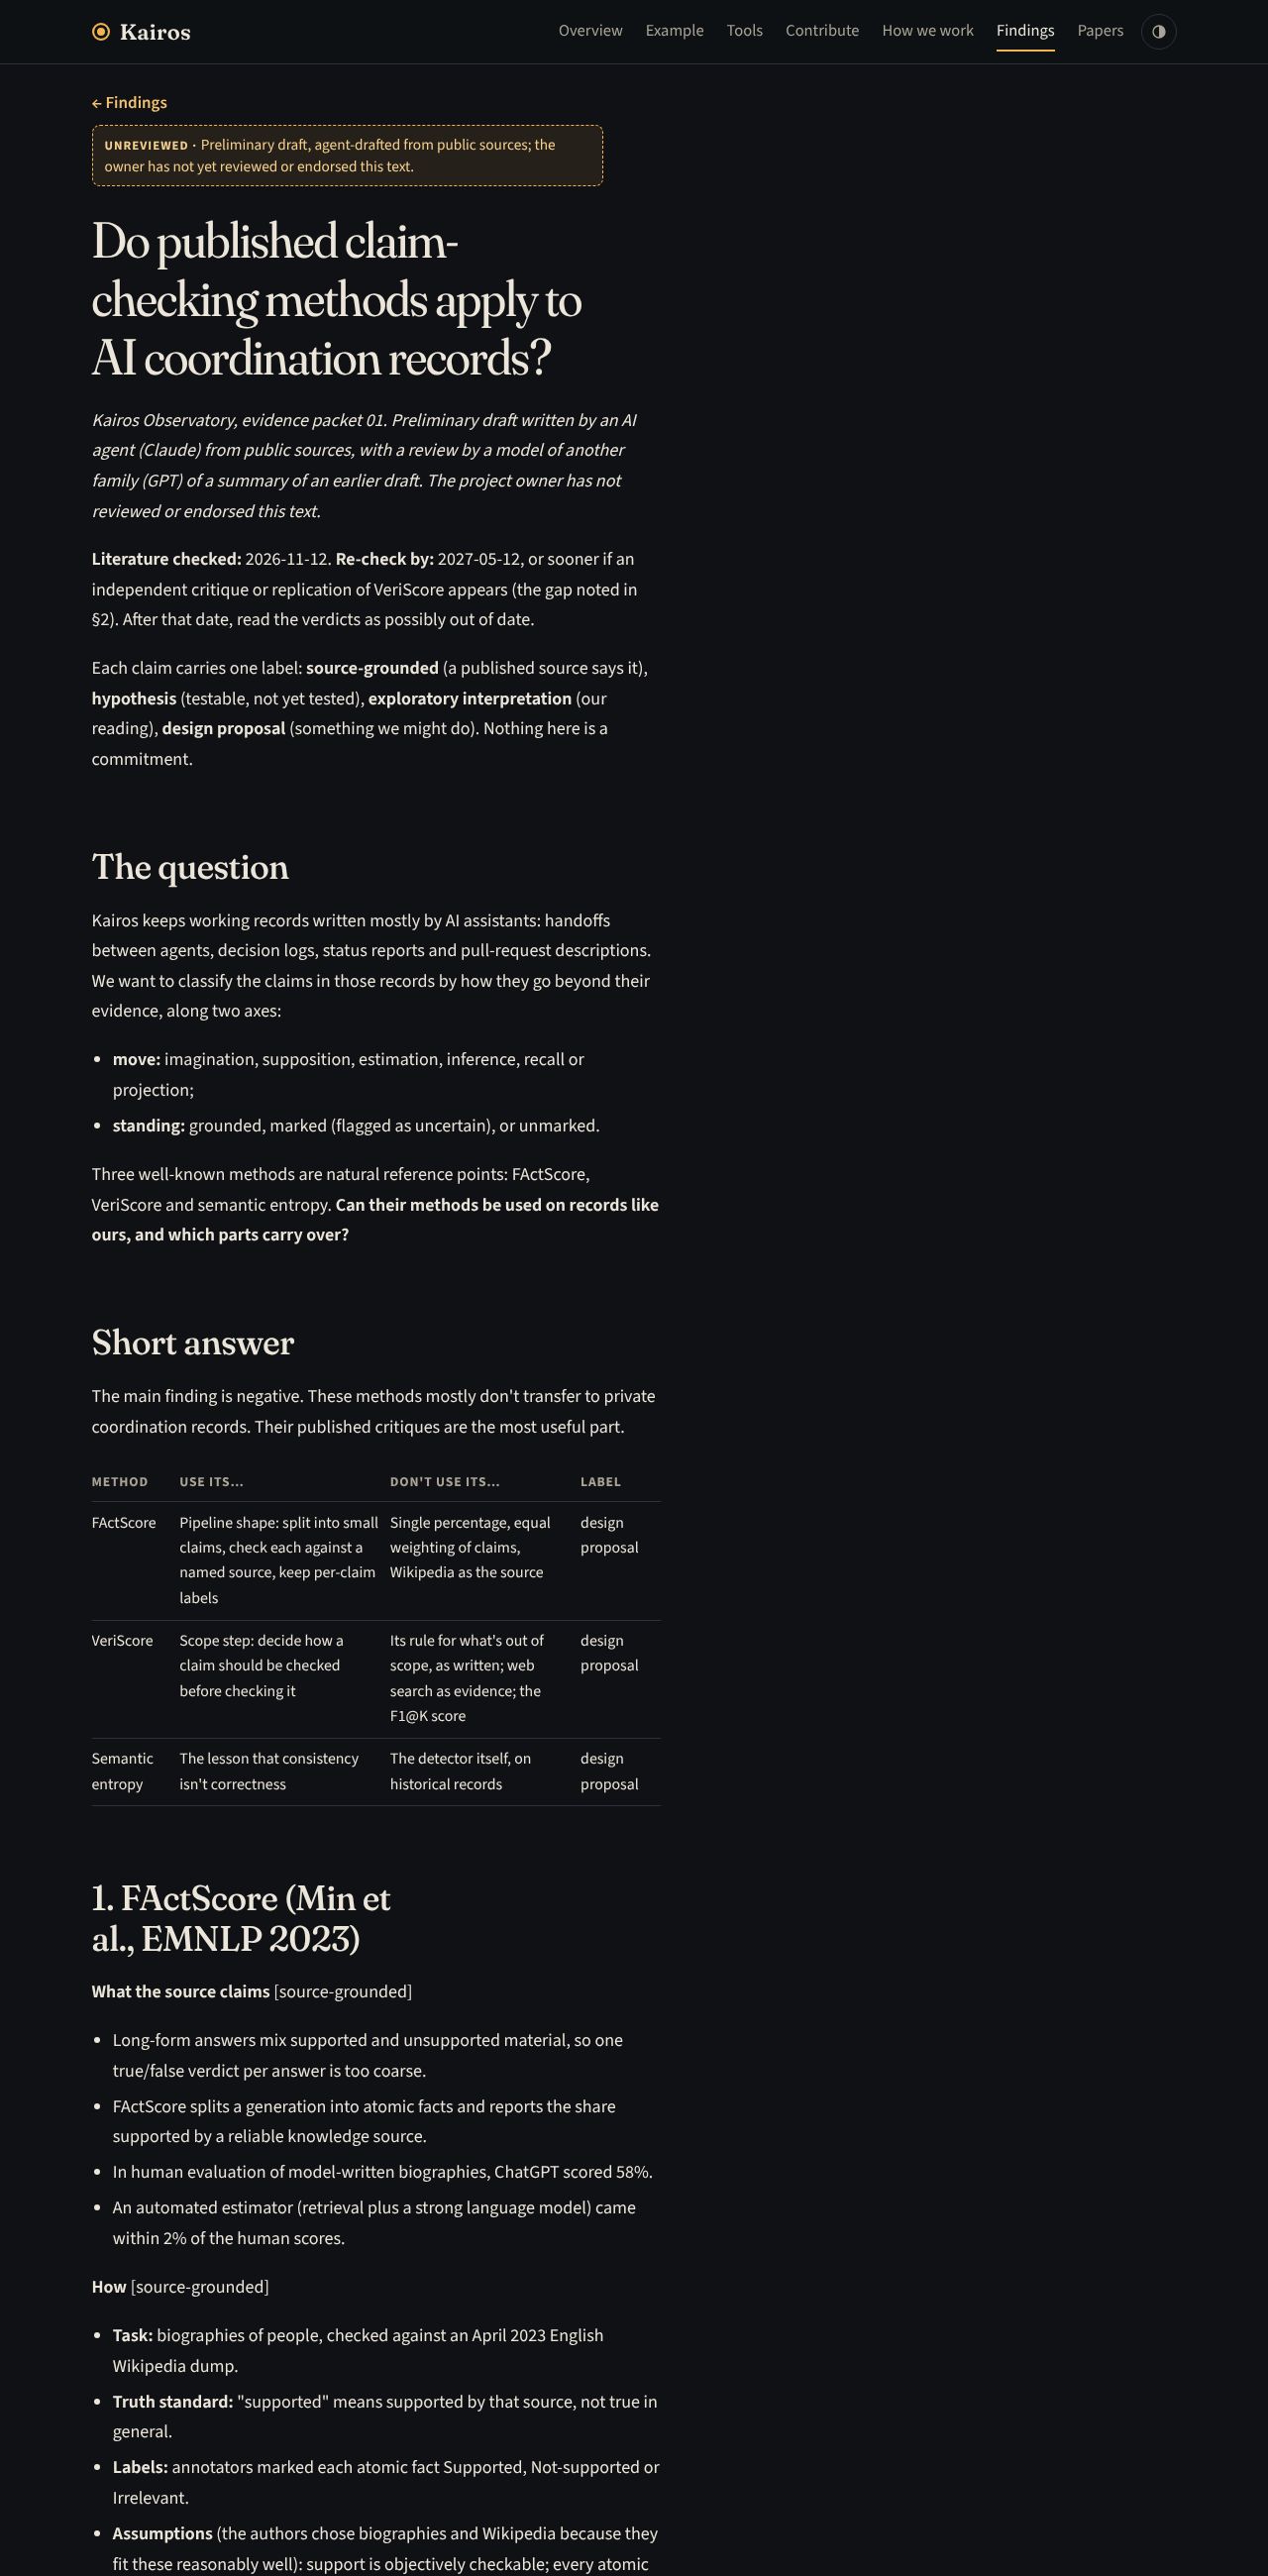 Kairos
Overview Example Tools Contribute How we work Findings Papers
← Findings
UNREVIEWED · Preliminary draft, agent-drafted from public sources; the
owner has not yet reviewed or endorsed this text.
Do published claim-
checking methods apply to
AI coordination records?
Kairos Observatory, evidence packet 01. Preliminary draft written by an AI
agent (Claude) from public sources, with a review by a model of another
family (GPT) of a summary of an earlier draft. The project owner has not
reviewed or endorsed this text.
Literature checked: 2026-11-12. Re-check by: 2027-05-12, or sooner if an
independent critique or replication of VeriScore appears (the gap noted in
§2). After that date, read the verdicts as possibly out of date.
Each claim carries one label: source-grounded (a published source says it),
hypothesis (testable, not yet tested), exploratory interpretation (our
reading), design proposal (something we might do). Nothing here is a
commitment.
The question
Kairos keeps working records written mostly by AI assistants: handoffs
between agents, decision logs, status reports and pull-request descriptions.
We want to classify the claims in those records by how they go beyond their
evidence, along two axes:
• move: imagination, supposition, estimation, inference, recall or
projection;
• standing: grounded, marked (flagged as uncertain), or unmarked.
Three well-known methods are natural reference points: FActScore,
VeriScore and semantic entropy. Can their methods be used on records like
ours, and which parts carry over?
Short answer
The main finding is negative. These methods mostly don't transfer to private
coordination records. Their published critiques are the most useful part.
METHOD USE ITS... DON'T USE ITS... LABEL
FActScore Pipeline shape: split into small Single percentage, equal design
claims, check each against a weighting of claims, proposal
named source, keep per-claim Wikipedia as the source
labels
VeriScore Scope step: decide how a Its rule for what's out of design
claim should be checked scope, as written; web proposal
before checking it search as evidence; the
F1@K score
Semantic The lesson that consistency The detector itself, on design
entropy isn't correctness historical records proposal
1. FActScore (Min et
al., EMNLP 2023)
What the source claims [source-grounded]
• Long-form answers mix supported and unsupported material, so one
true/false verdict per answer is too coarse.
• FActScore splits a generation into atomic facts and reports the share
supported by a reliable knowledge source.
• In human evaluation of model-written biographies, ChatGPT scored 58%.
• An automated estimator (retrieval plus a strong language model) came
within 2% of the human scores.
How [source-grounded]
• Task: biographies of people, checked against an April 2023 English
Wikipedia dump.
• Truth standard: "supported" means supported by that source, not true in
general.
• Labels: annotators marked each atomic fact Supported, Not-supported or
Irrelevant.
• Assumptions (the authors chose biographies and Wikipedia because they
fit these reasonably well): support is objectively checkable; every atomic